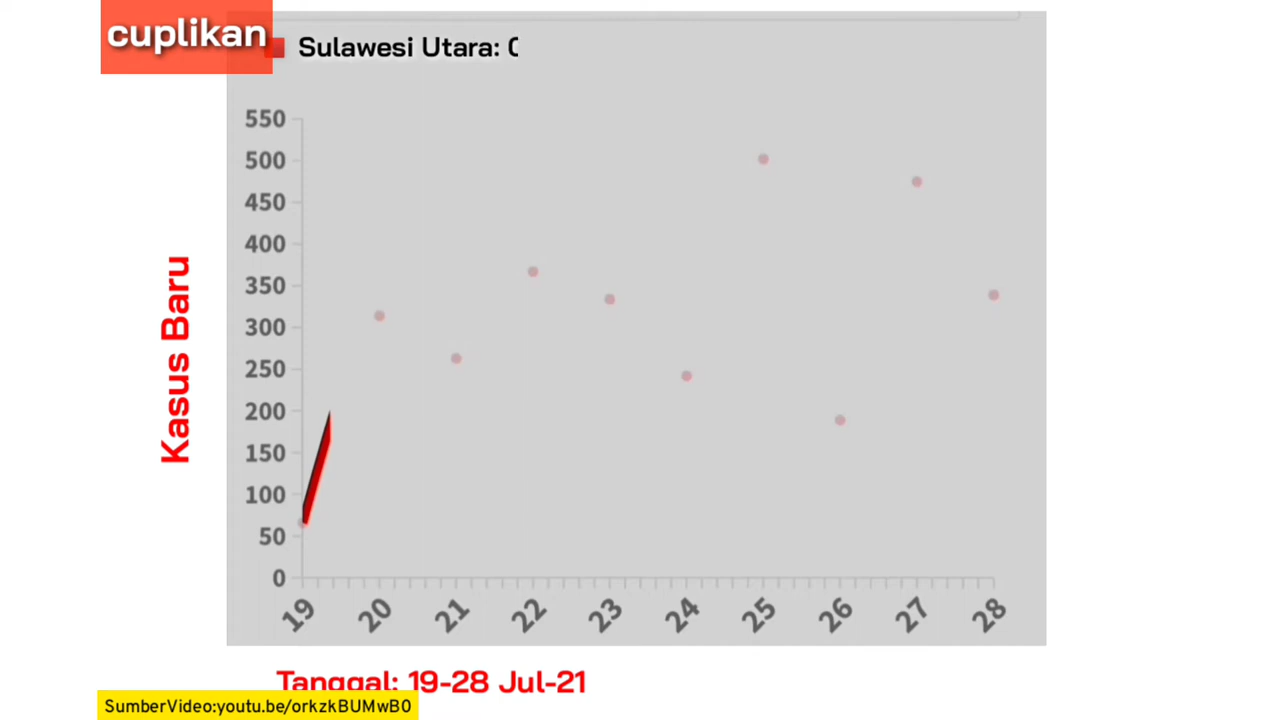 cuplikan
Sulawesi Utara:
550
500
450
400
350
300
250
200
150
100
50
0
Kasus Baru
19 20 21 22 23 24 25 26 27 28
Tanggal: 19-28 Jul-21
SumberVideo:youtu.be/orkzkBUMwB0